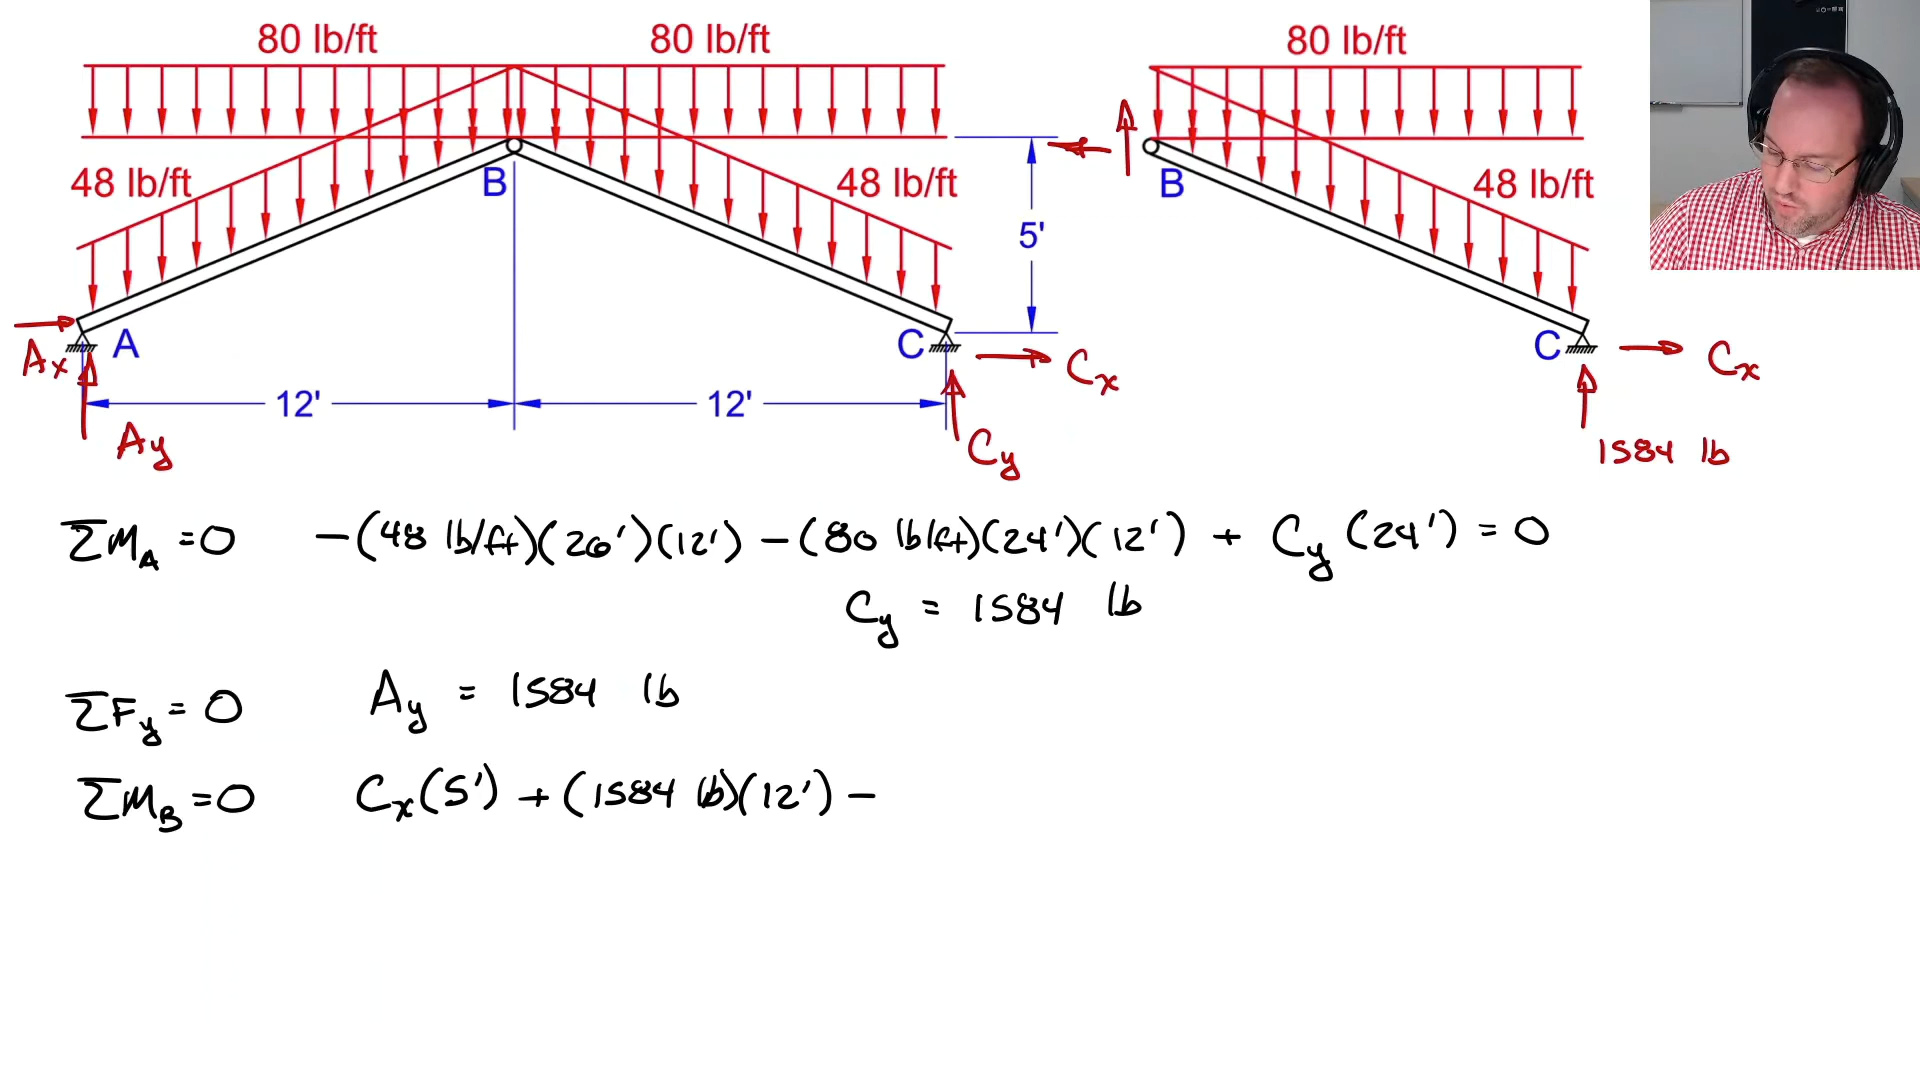 80 lb/ft 80 lb/ft 80 lb/ft
48 lb/ft B 48 lb/ft B 48 lb/ft
5'
Ax A C Cx C Cx
12' 12'
Ay Cy 1584 lb
ΣM_A = 0 -(48 lb/ft)(26')(12') - (80 lb/ft)(24')(12') + Cy (24') = 0
Cy = 1584 lb
ΣFy = 0 Ay = 1584 lb
ΣM_B = 0 Cx(5') + (1584 lb)(12') -